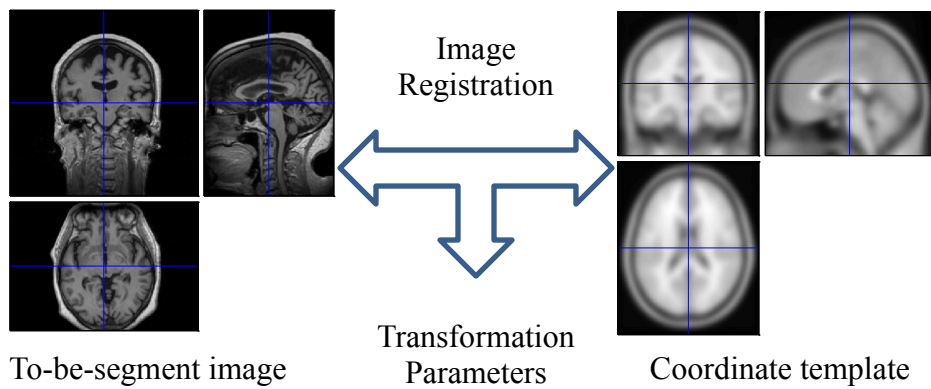 Image
Registration
Transformation
Parameters
To-be-segment image
Coordinate template